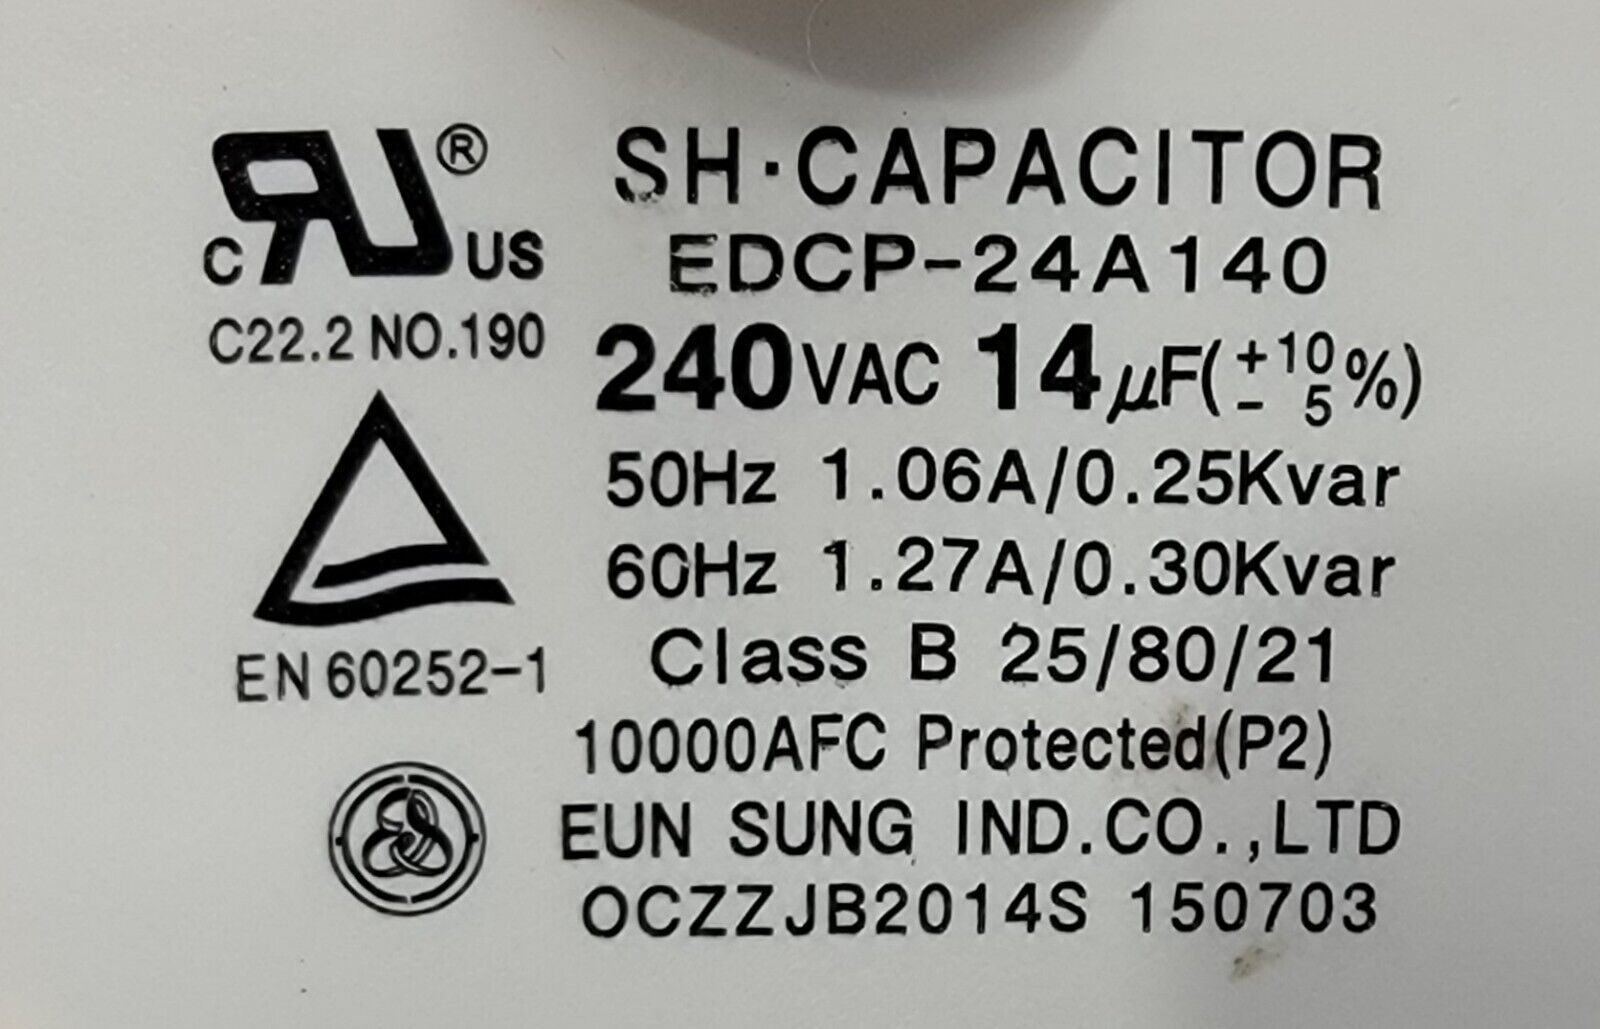 c RU ® US
C22.2 NO.190
EN 60252-1
SH·CAPACITOR
EDCP-24A140
240VAC 14μF(+10 - 5%)
50Hz 1.06A/0.25Kvar
60Hz 1.27A/0.30Kvar
Class B 25/80/21
10000AFC Protected(P2)
EUN SUNG IND.CO.,LTD
OCZZJB2014S 150703